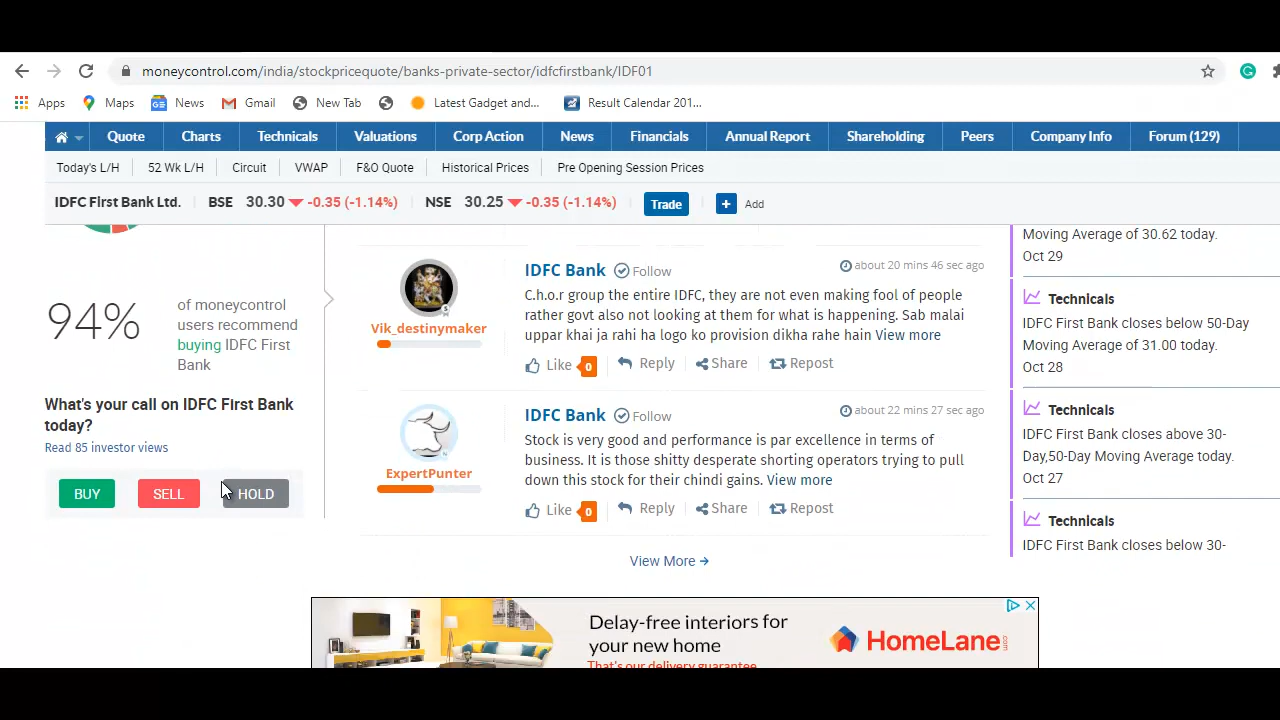 moneycontrol.com/india/stockpricequote/banks-private-sector/idfcfirstbank/IDF01
Apps Maps News Gmail New Tab Latest Gadget and... Result Calendar 201...
Quote Charts Technicals Valuations Corp Action News Financials Annual Report Shareholding Peers Company Info Forum (129)
Today's L/H 52 Wk L/H Circuit VWAP F&O Quote Historical Prices Pre Opening Session Prices
IDFC First Bank Ltd. BSE 30.30 -0.35 (-1.14%) NSE 30.25 -0.35 (-1.14%) Trade + Add
94%
of moneycontrol
users recommend
buying IDFC First
Bank
What's your call on IDFC First Bank
today?
Read 85 investor views
BUY SELL HOLD
IDFC Bank Follow about 20 mins 46 sec ago
Vik_destinymaker
C.h.o.r group the entire IDFC, they are not even making fool of people
rather govt also not looking at them for what is happening. Sab malai
uppar khai ja rahi ha logo ko provision dikha rahe hain View more
Like 0 Reply Share Repost
IDFC Bank Follow about 22 mins 27 sec ago
ExpertPunter
Stock is very good and performance is par excellence in terms of
business. It is those shitty desperate shorting operators trying to pull
down this stock for their chindi gains. View more
Like 0 Reply Share Repost
View More
Moving Average of 30.62 today.
Oct 29
Technicals
IDFC First Bank closes below 50-Day
Moving Average of 31.00 today.
Oct 28
Technicals
IDFC First Bank closes above 30-
Day,50-Day Moving Average today.
Oct 27
Technicals
IDFC First Bank closes below 30-
Delay-free interiors for
your new home
That's our delivery guarantee
HomeLane.com